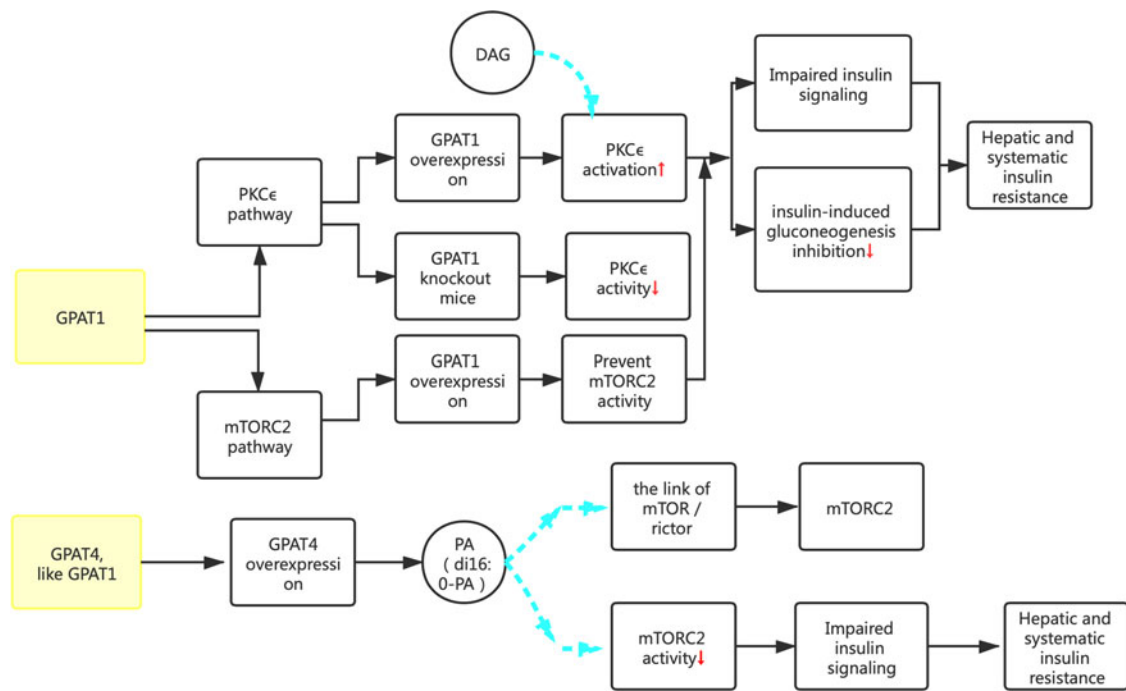 DAG
Impaired insulin
signaling
GPAT1
overexpressi
on
PKCϵ
activation↑
Hepatic and
systematic
insulin
resistance
PKCϵ
pathway
insulin-induced
gluconeogenesis
inhibition↓
GPAT1
knockout
mice
PKCϵ
activity↓
GPAT1
GPAT1
overexpressi
on
Prevent
mTORC2
activity
mTORC2
pathway
the link of
mTOR /
rictor
mTORC2
GPAT4,
like GPAT1
GPAT4
overexpressi
on
PA
( di16:
0-PA )
mTORC2
activity↓
Impaired
insulin
signaling
Hepatic and
systematic
insulin
resistance